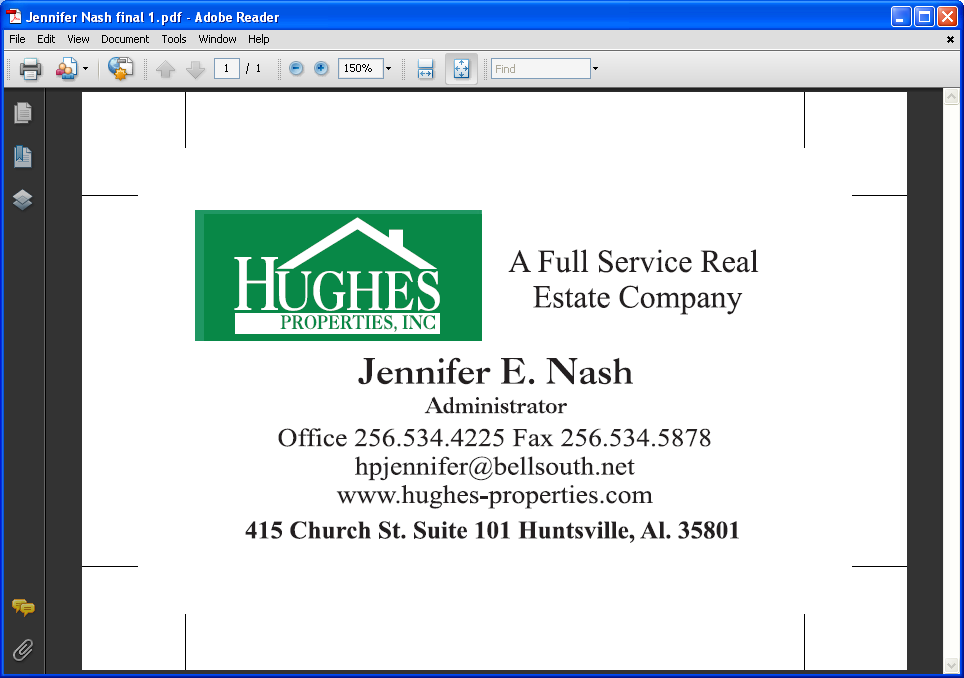 Jennifer Nash final 1.pdf - Adobe Reader
File Edit View Document Tools Window Help
1 / 1 150% Find
HUGHES
PROPERTIES, INC
A Full Service Real
Estate Company
Jennifer E. Nash
Administrator
Office 256.534.4225 Fax 256.534.5878
hpjennifer@bellsouth.net
www.hughes-properties.com
415 Church St. Suite 101 Huntsville, Al. 35801